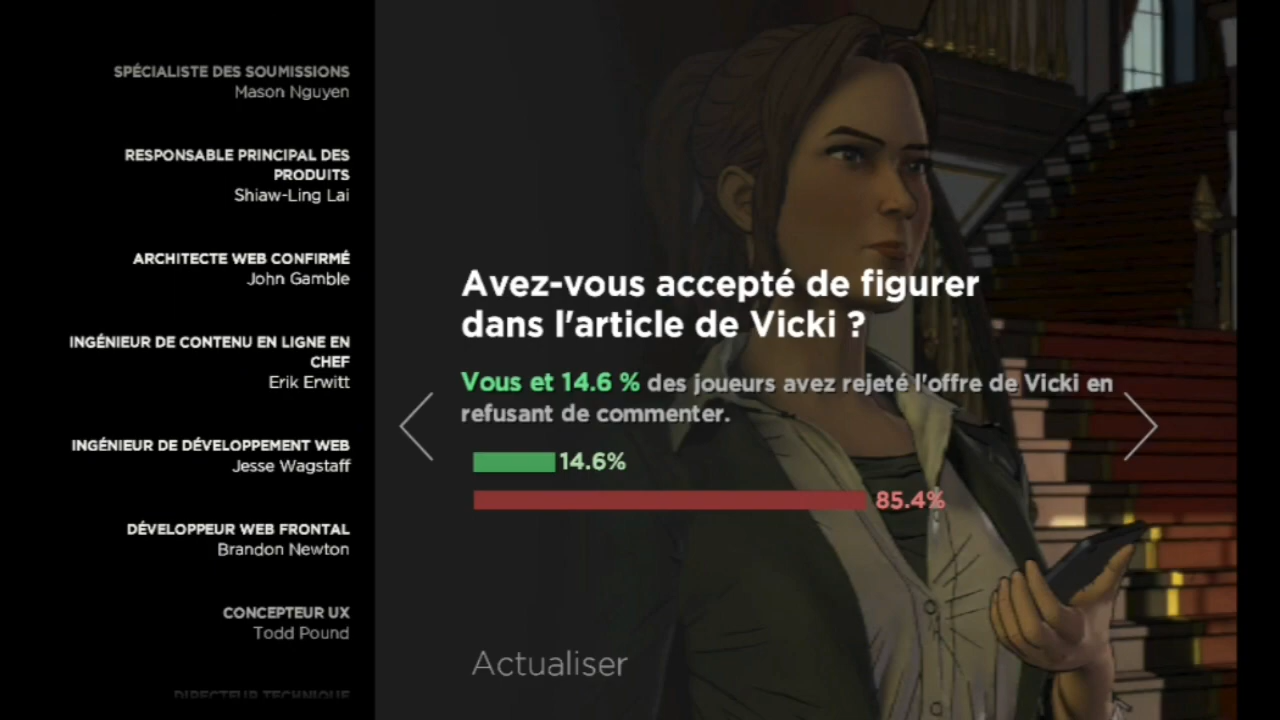 SPÉCIALISTE DES SOUMISSIONS
Mason Nguyen
RESPONSABLE PRINCIPAL DES
PRODUITS
Shiaw-Ling Lai
ARCHITECTE WEB CONFIRMÉ
John Gamble
INGÉNIEUR DE CONTENU EN LIGNE EN
CHEF
Erik Erwitt
INGÉNIEUR DE DÉVELOPPEMENT WEB
Jesse Wagstaff
DÉVELOPPEUR WEB FRONTAL
Brandon Newton
CONCEPTEUR UX
Todd Pound
DIRECTEUR TECHNIQUE
Avez-vous accepté de figurer
dans l'article de Vicki ?
Vous et 14.6 % des joueurs avez rejeté l'offre de Vicki en
refusant de commenter.
14.6%
85.4%
Actualiser